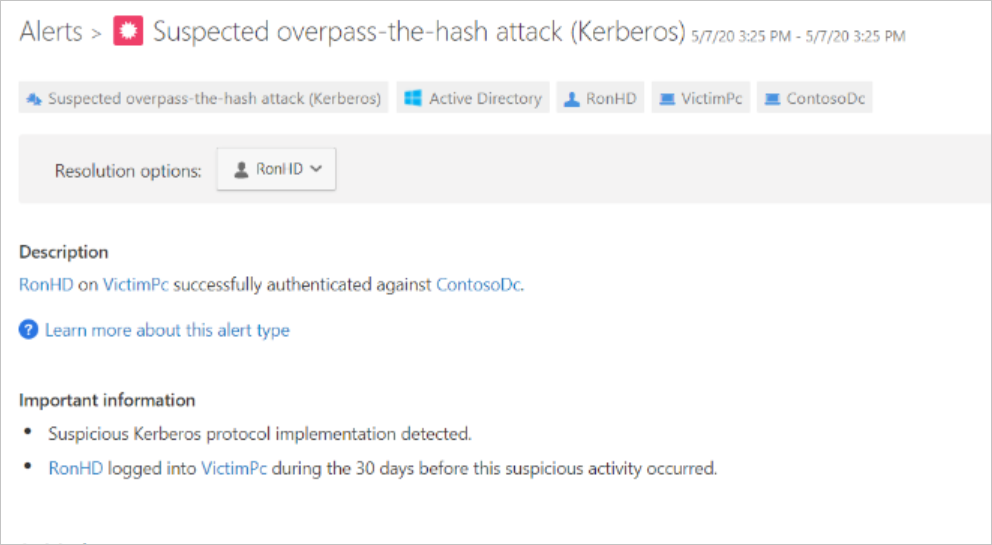 Alerts > Suspected overpass-the-hash attack (Kerberos) 5/7/20 3:25 PM - 5/7/20 3:25 PM
Suspected overpass-the-hash attack (Kerberos) Active Directory RonHD VictimPc ContosoDc
Resolution options: RonHD
Description
RonHD on VictimPc successfully authenticated against ContosoDc.
? Learn more about this alert type
Important information
• Suspicious Kerberos protocol implementation detected.
• RonHD logged into VictimPc during the 30 days before this suspicious activity occurred.